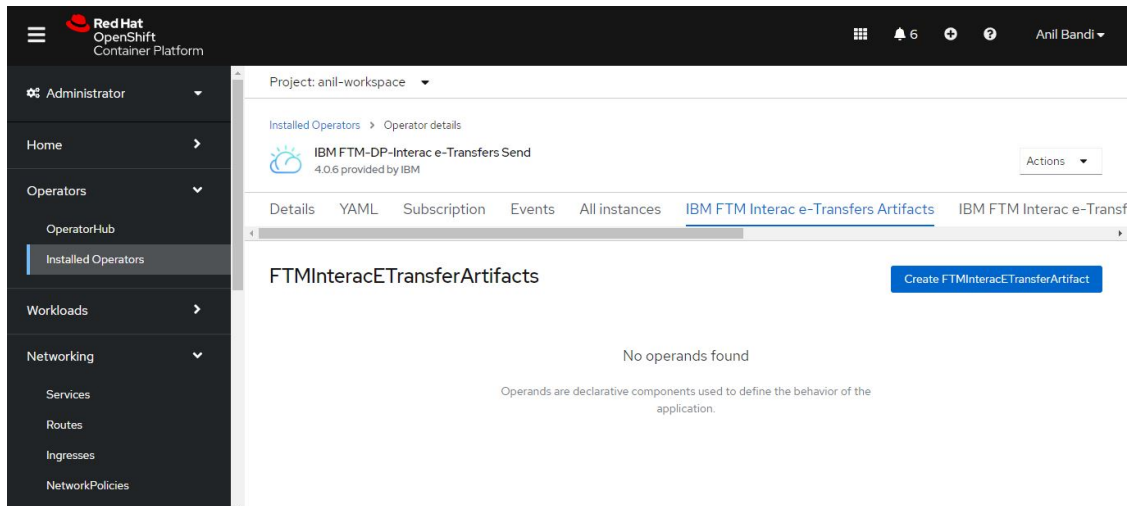 Red Hat
OpenShift
Container Platform
6
Anil Bandi
Administrator
Home
Operators
OperatorHub
Installed Operators
Workloads
Networking
Services
Routes
Ingresses
NetworkPolicies
Project: anil-workspace
Installed Operators > Operator details
IBM FTM-DP-Interac e-Transfers Send
4.0.6 provided by IBM
Actions
Details YAML Subscription Events All instances IBM FTM Interac e-Transfers Artifacts IBM FTM Interac e-Transf
FTMInteracETransferArtifacts
Create FTMInteracETransferArtifact
No operands found
Operands are declarative components used to define the behavior of the
application.